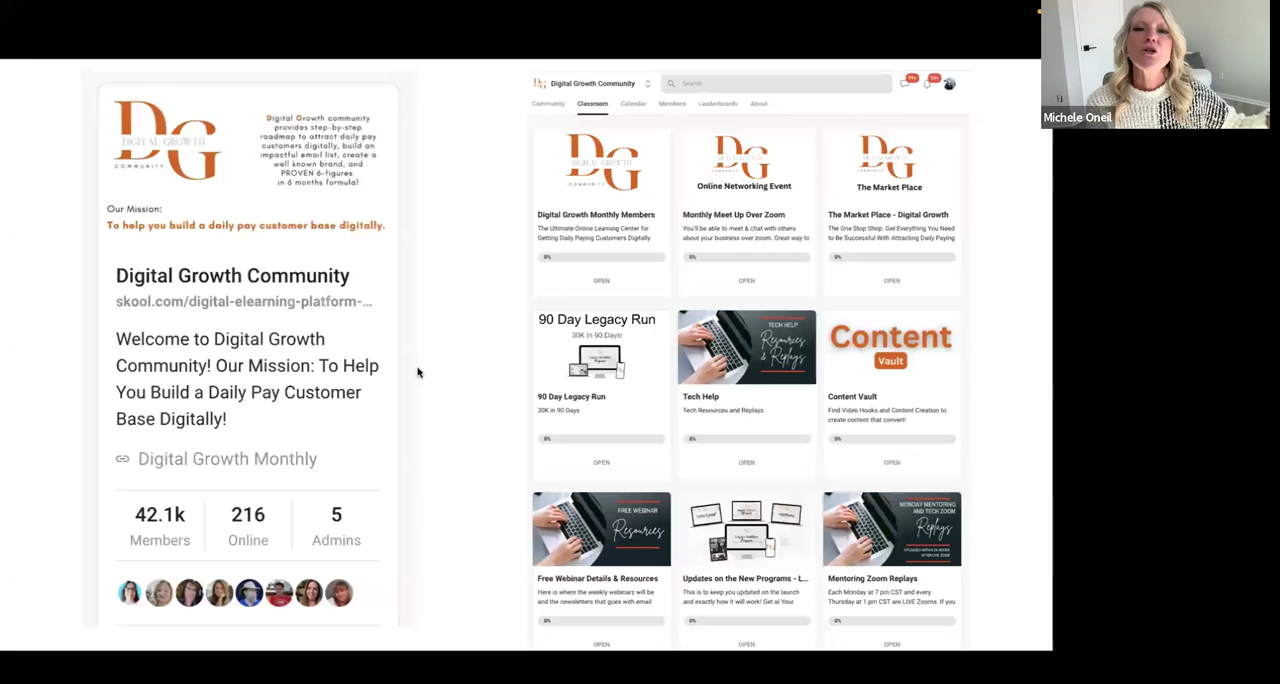 DG
DIGITAL GROWTH
COMMUNITY
Digital Growth community
provides step-by-step
roadmap to attract daily pay
customers digitally, build an
impactful email list, create a
well known brand, and
PROVEN 6-figures
in 6 months formula!
Our Mission:
To help you build a daily pay customer base digitally.
Digital Growth Community
skool.com/digital-elearning-platform-...
Welcome to Digital Growth
Community! Our Mission: To Help
You Build a Daily Pay Customer
Base Digitally!
Digital Growth Monthly
42.1k
Members
216
Online
5
Admins
Digital Growth Community
Search
Community
Classroom
Calendar
Members
Leaderboards
About
DG
DIGITAL GROWTH
COMMUNITY
Digital Growth Monthly Members
The Ultimate Online Learning Center for
Getting Daily Paying Customers Digitally
0%
OPEN
DG
Online Networking Event
Monthly Meet Up Over Zoom
You'll be able to meet & chat with others
about your business over zoom. Great way to
0%
OPEN
DG
The Market Place
The Market Place - Digital Growth
The One Stop Shop. Get Everything You Need
to Be Successful With Attracting Daily Paying
0%
OPEN
90 Day Legacy Run
30K In 90 Days!
90 Day Legacy Run
30K in 90 Days
0%
OPEN
TECH HELP
Resources
& Replays
Tech Help
Tech Resources and Replays
0%
OPEN
Content
Vault
Content Vault
Find Video Hooks and Content Creation to
create content that convert!
0%
OPEN
FREE WEBINAR
Resources
Free Webinar Details & Resources
Here is where the weekly webinars will be
and the newsletters that goes with email
0%
OPEN
Updates on the New Programs - L...
This is to keep you updated on the launch
and exactly how it will work! Get al Your
0%
OPEN
MONDAY MENTORING
AND TECH ZOOM
Replays
Mentoring Zoom Replays
Each Monday at 7 pm CST and every
Thursday at 1 pm CST are LIVE Zooms. If you
0%
OPEN
Michele Oneil